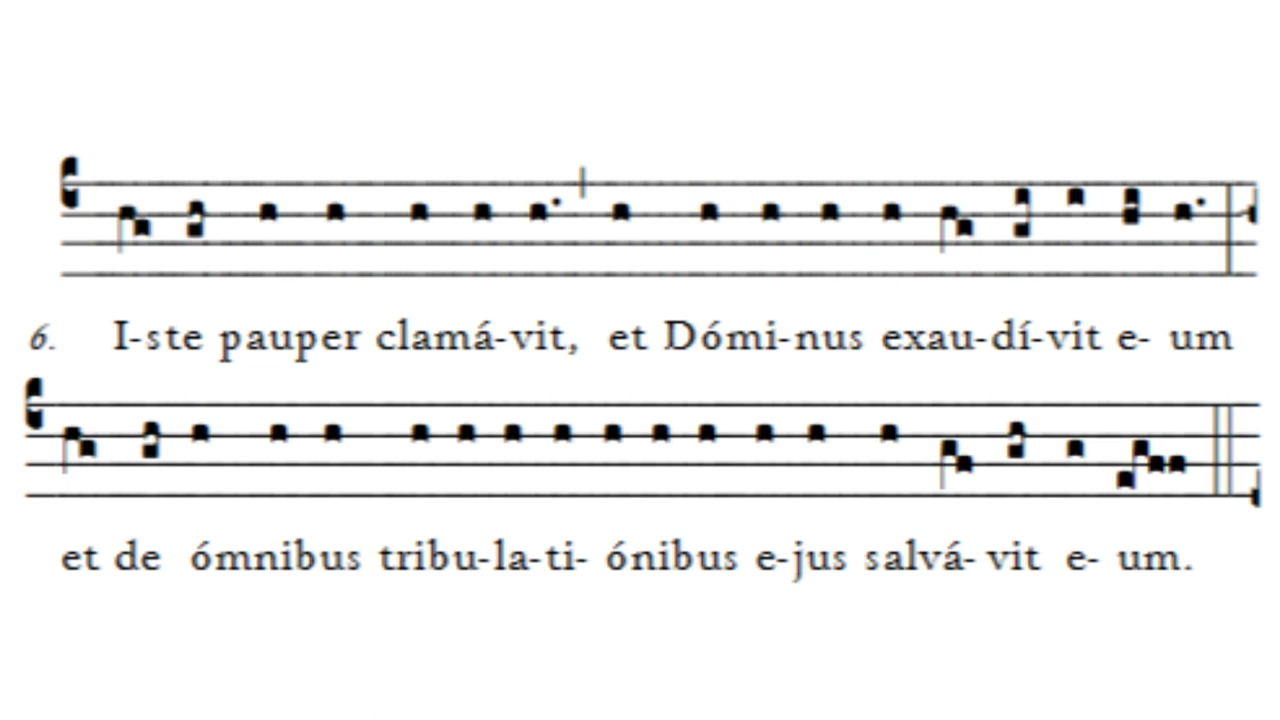 6. I-ste pauper clamá-vit, et Dómi-nus exau-dí-vit e- um
et de ómnibus tribu-la-ti- ónibus e-jus salvá- vit e- um.